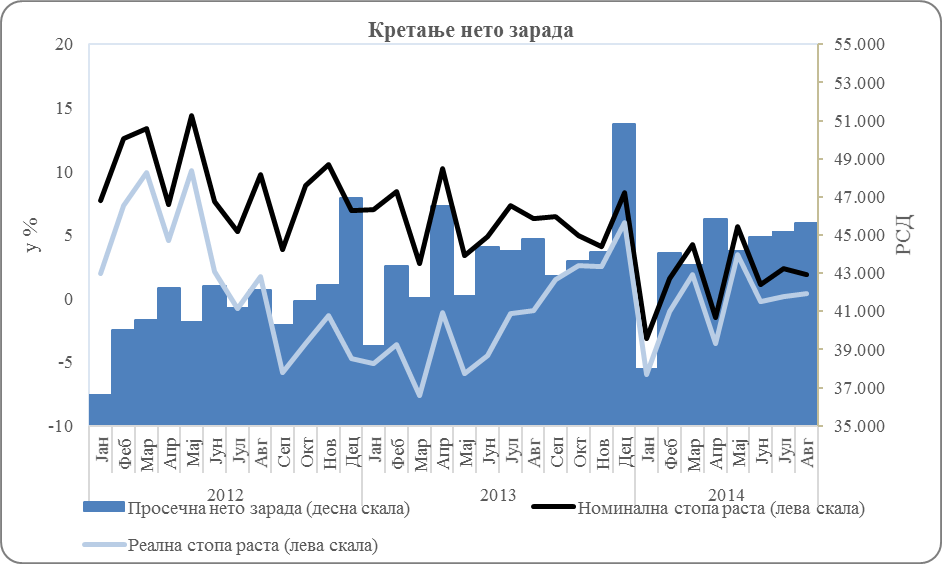 Кретање нето зарада
20
15
10
5
0
-5
-10
у %
55.000
53.000
51.000
49.000
47.000
45.000
43.000
41.000
39.000
37.000
35.000
РСД
Јан Феб Мар Апр Мај Јун Јул Авг Сеп Окт Нов Дец Јан Феб Мар Апр Мај Јун Јул Авг Сеп Окт Нов Дец Јан Феб Мар Апр Мај Јун Јул Авг
2012 2013 2014
Просечна нето зарада (десна скала) Номинална стопа раста (лева скала)
Реална стопа раста (лева скала)